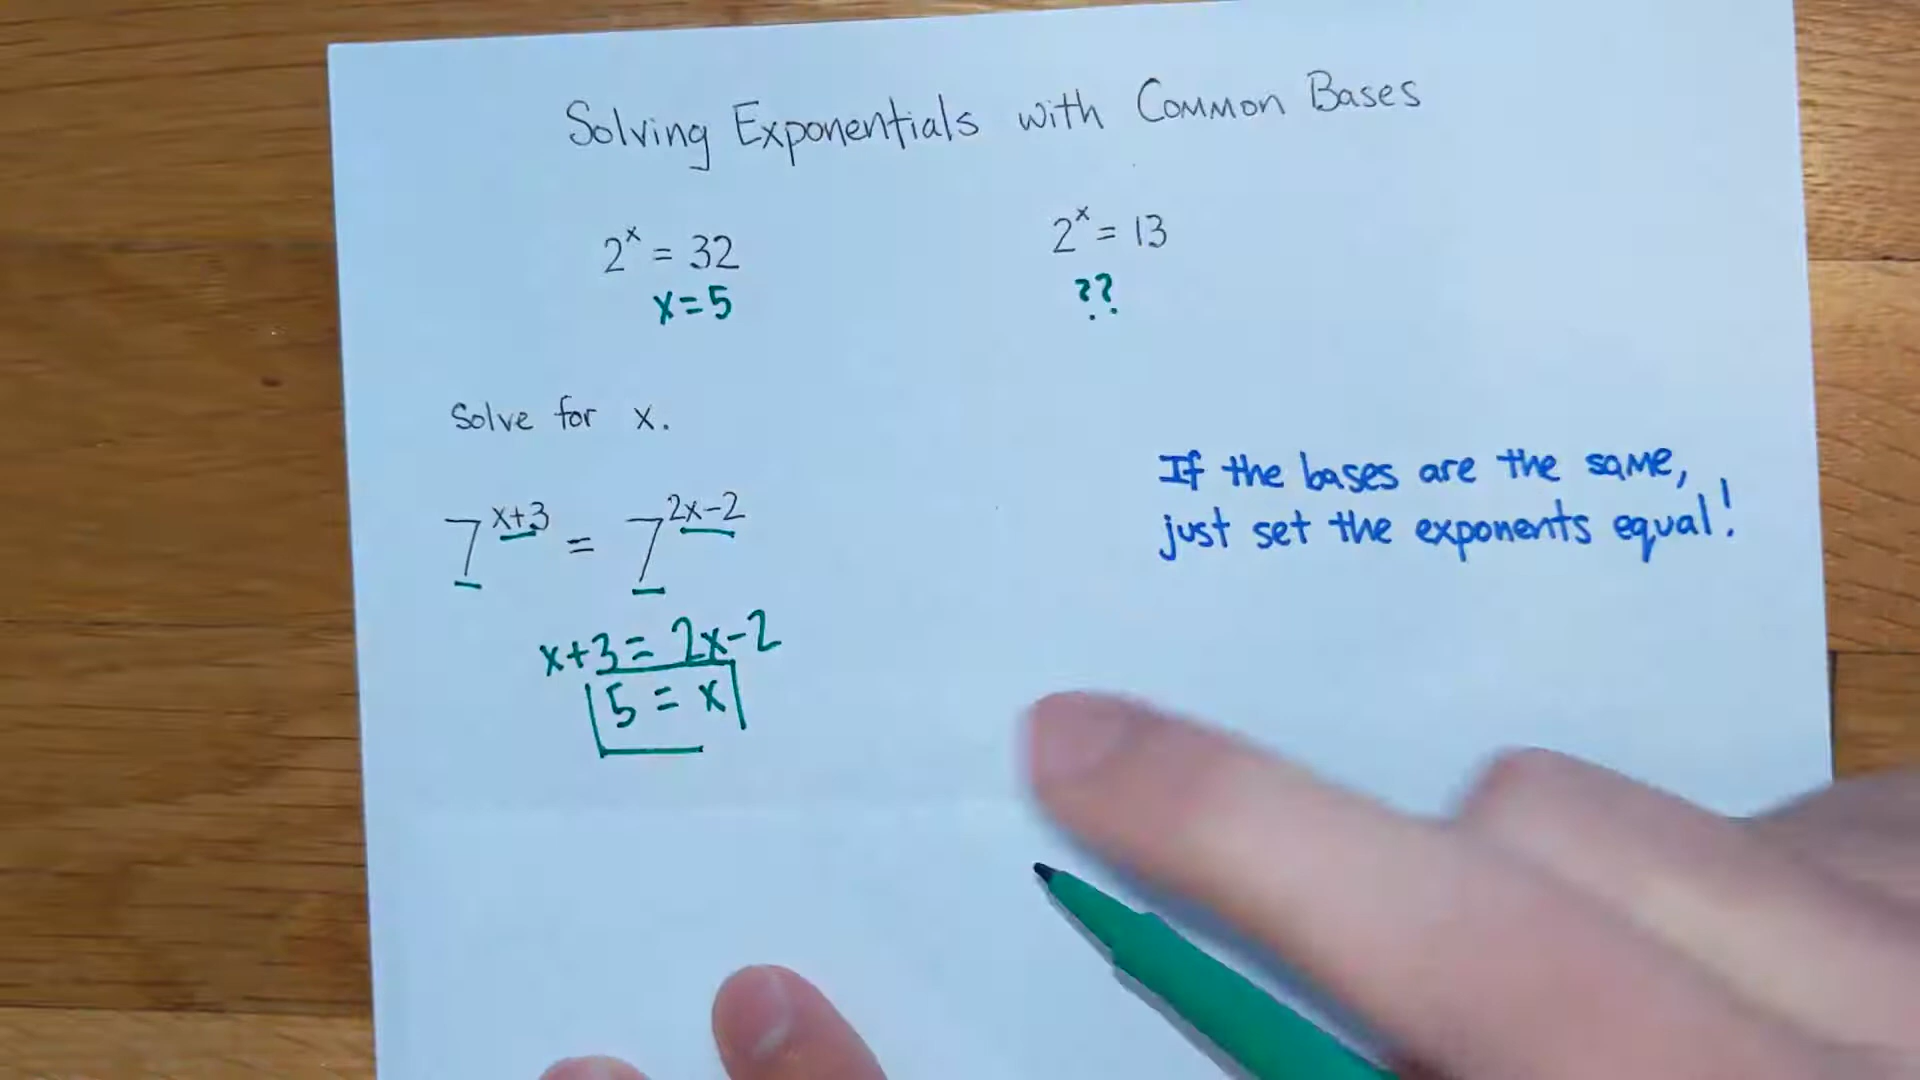 Solving Exponentials with Common Bases
2^x = 32
x=5
2^x = 13
??
Solve for x.
7^{x+3} = 7^{2x-2}
x+3 = 2x-2
5 = x
If the bases are the same,
just set the exponents equal!